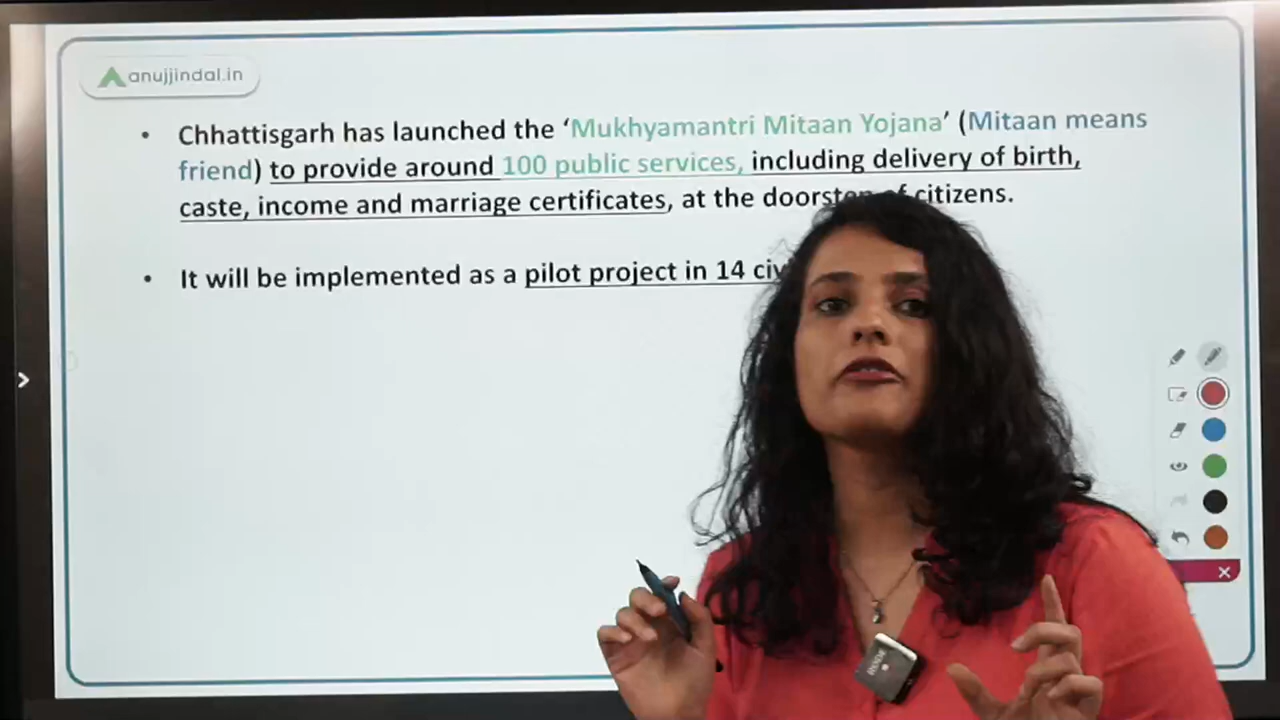 anujjindal.in
• Chhattisgarh has launched the ‘Mukhyamantri Mitaan Yojana’ (Mitaan means
friend) to provide around 100 public services, including delivery of birth,
caste, income and marriage certificates, at the doorstep of citizens.
• It will be implemented as a pilot project in 14
RODE